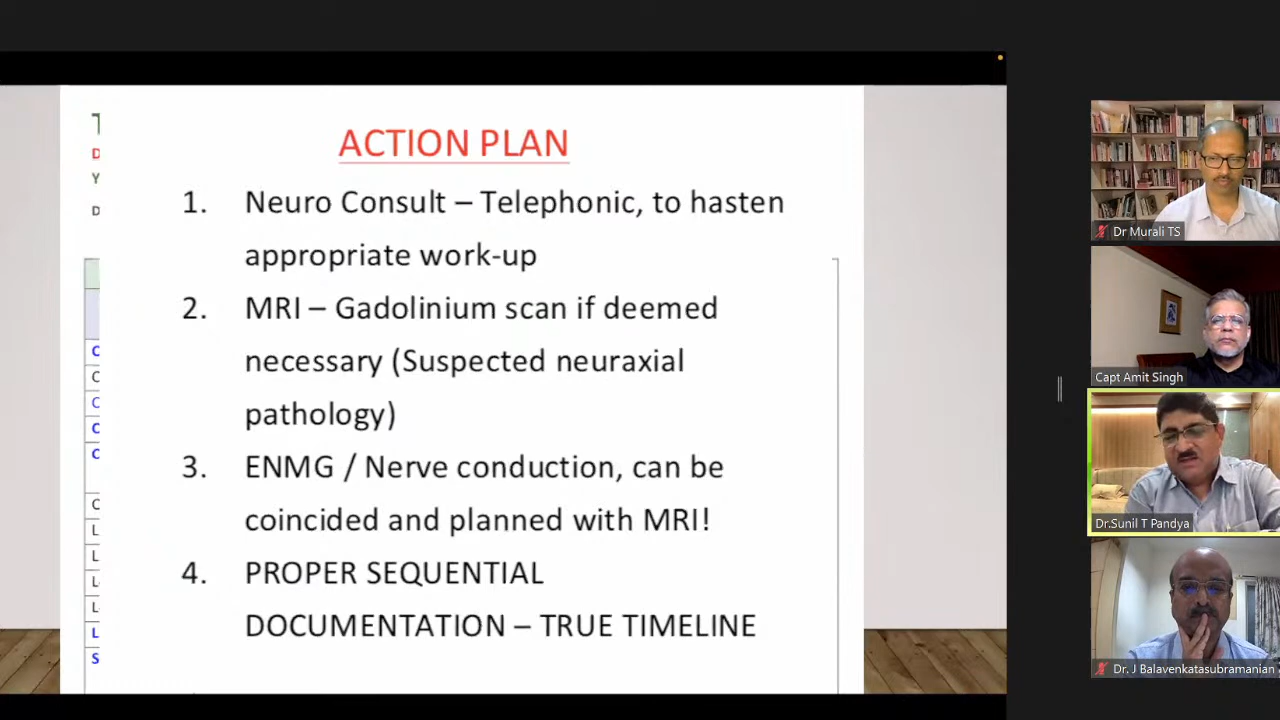 ACTION PLAN
1. Neuro Consult – Telephonic, to hasten
appropriate work-up
2. MRI – Gadolinium scan if deemed
necessary (Suspected neuraxial
pathology)
3. ENMG / Nerve conduction, can be
coincided and planned with MRI!
4. PROPER SEQUENTIAL
DOCUMENTATION – TRUE TIMELINE
T
D
Y
D
C
C
C
C
C
C
L
L
L
L
L
S
Dr Murali TS
Capt Amit Singh
Dr.Sunil T Pandya
Dr. J Balavenkatasubramanian